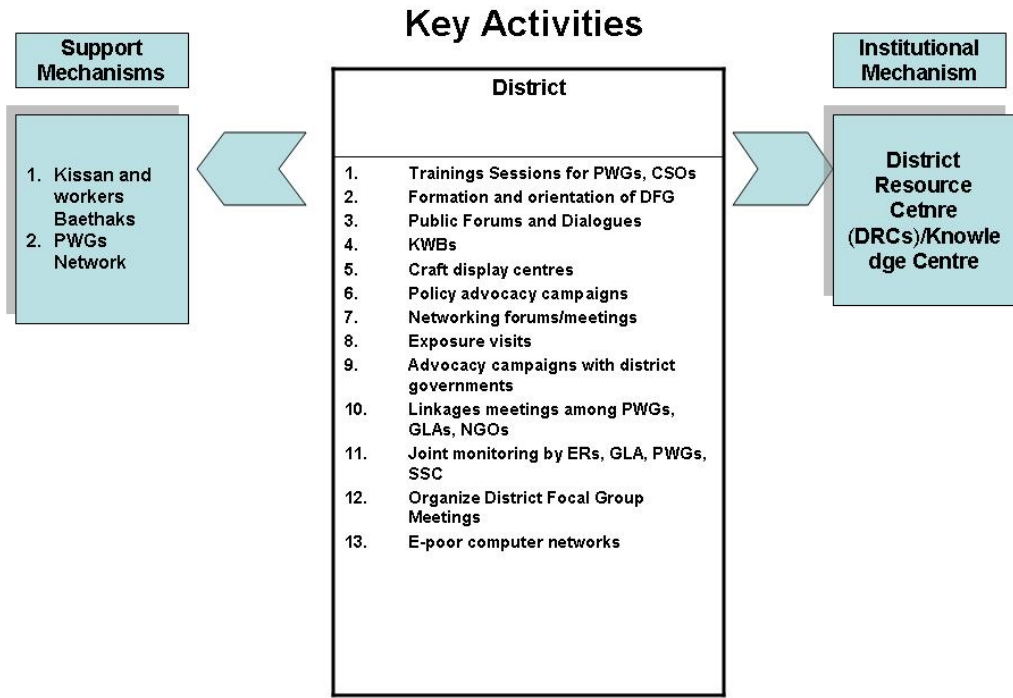 Key Activities
Support
Mechanisms
1. Kissan and
workers
Baethaks
2. PWGs
Network
District
1. Trainings Sessions for PWGs, CSOs
2. Formation and orientation of DFG
3. Public Forums and Dialogues
4. KWBs
5. Craft display centres
6. Policy advocacy campaigns
7. Networking forums/meetings
8. Exposure visits
9. Advocacy campaigns with district
governments
10. Linkages meetings among PWGs,
GLAs, NGOs
11. Joint monitoring by ERs, GLA, PWGs,
SSC
12. Organize District Focal Group
Meetings
13. E-poor computer networks
Institutional
Mechanism
District
Resource
Cetnre
(DRCs)/Knowle
dge Centre